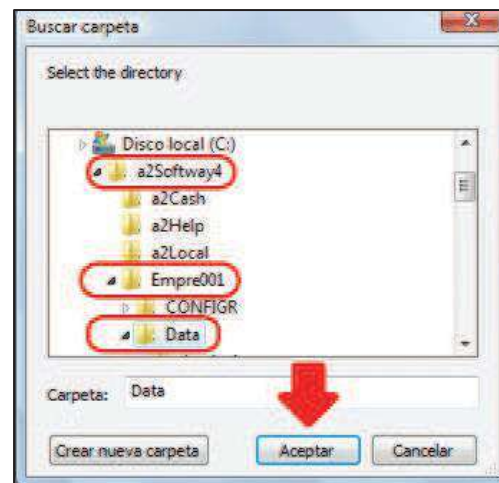 Buscar carpeta
Select the directory
Disco local (C:)
a2Softway4
a2Cash
a2Help
a2Local
Empre001
CONFIGR
Data
Carpeta: Data
Crear nueva carpeta Aceptar Cancelar